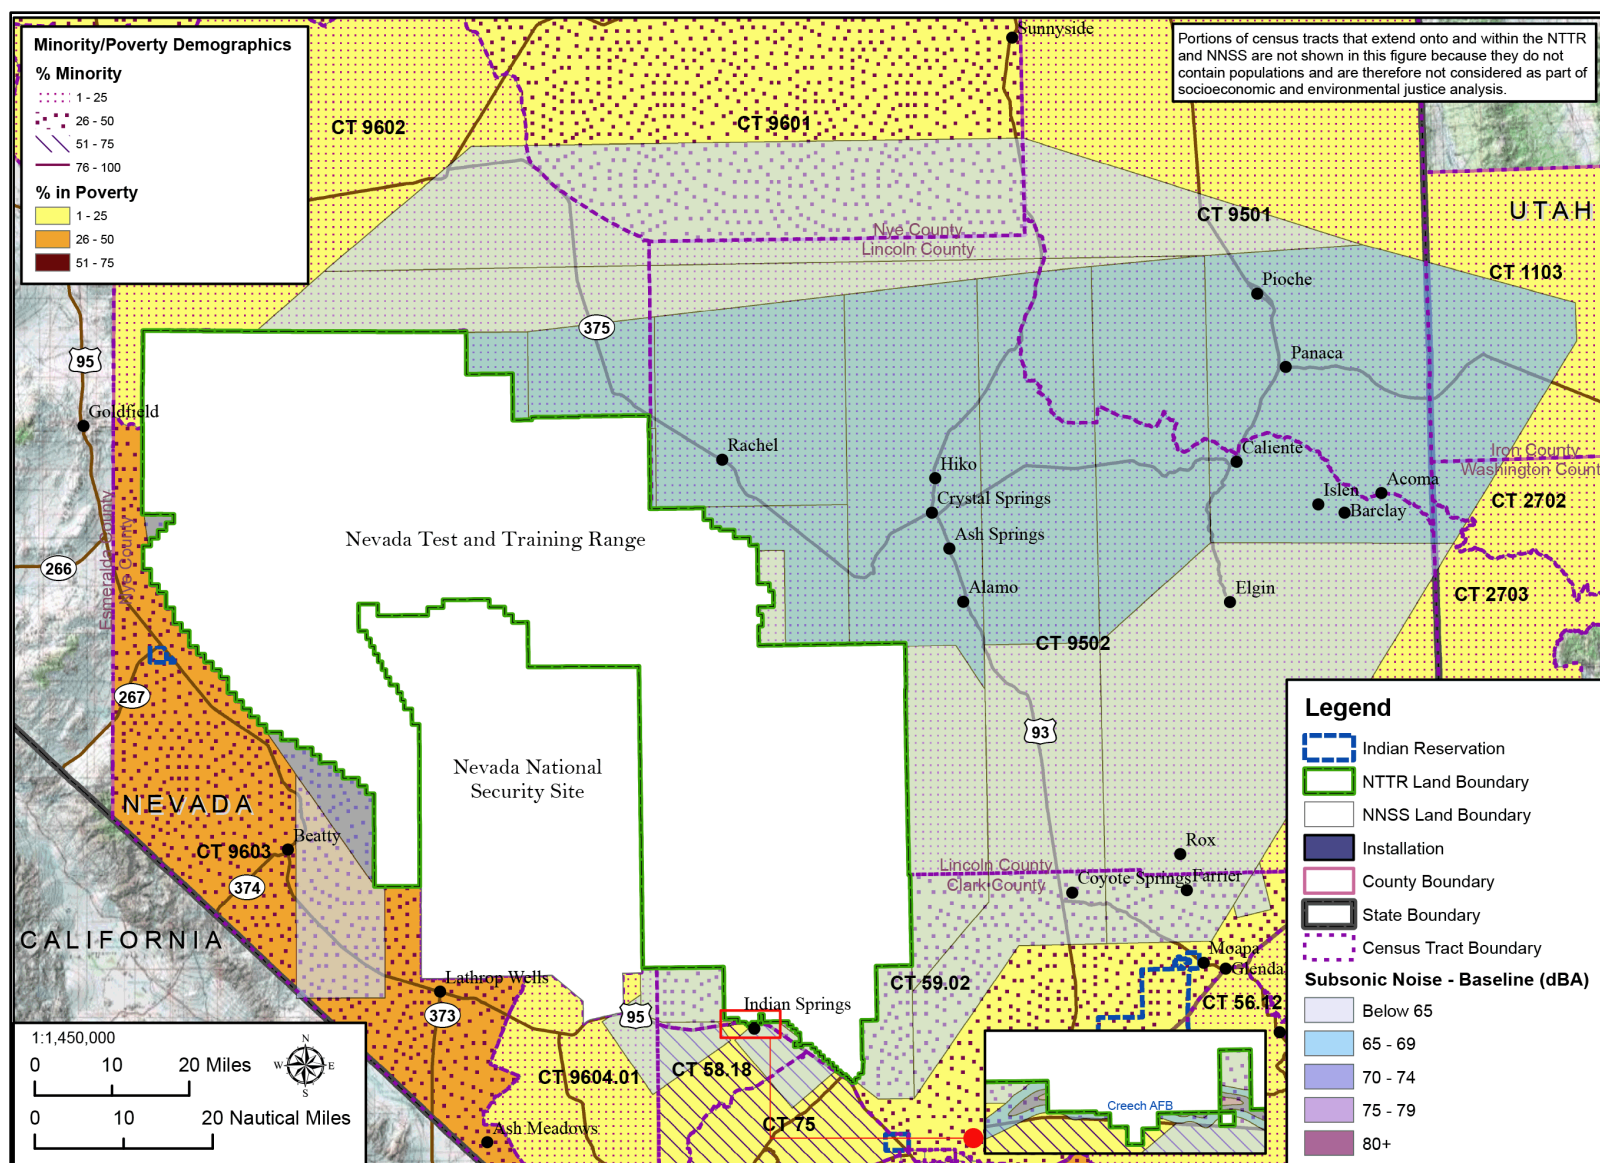 Minority/Poverty Demographics
% Minority
1 - 25
26 - 50
51 - 75
76 - 100
% in Poverty
1 - 25
26 - 50
51 - 75
Portions of census tracts that extend onto and within the NTTR
and NNSS are not shown in this figure because they do not
contain populations and are therefore not considered as part of
socioeconomic and environmental justice analysis.
Sunnyside
CT 9602
CT 9601
CT 9501
UTAH
Nye County
Lincoln County
CT 1103
Pioche
375
95
Panaca
Goldfield
Rachel
Hiko
Caliente
Iron County
Washington Count
Crystal Springs
Islen
Acoma
CT 2702
Barclay
Nevada Test and Training Range
Ash Springs
Esmeralda County
Nye County
266
Alamo
Elgin
CT 2703
CT 9502
267
93
Nevada National
Security Site
NEVADA
Beatty
CT 9603
374
Rox
Lincoln County
Clark County
Coyote Springs
Farrier
CALIFORNIA
Moapa
Glenda
Lathrop Wells
CT 59.02
CT 56.12
Indian Springs
373
95
CT 9604.01
CT 58.18
CT 75
Ash Meadows
Creech AFB
1:1,450,000
0 10 20 Miles
0 10 20 Nautical Miles
N
W E
S
Legend
Indian Reservation
NTTR Land Boundary
NNSS Land Boundary
Installation
County Boundary
State Boundary
Census Tract Boundary
Subsonic Noise - Baseline (dBA)
Below 65
65 - 69
70 - 74
75 - 79
80+